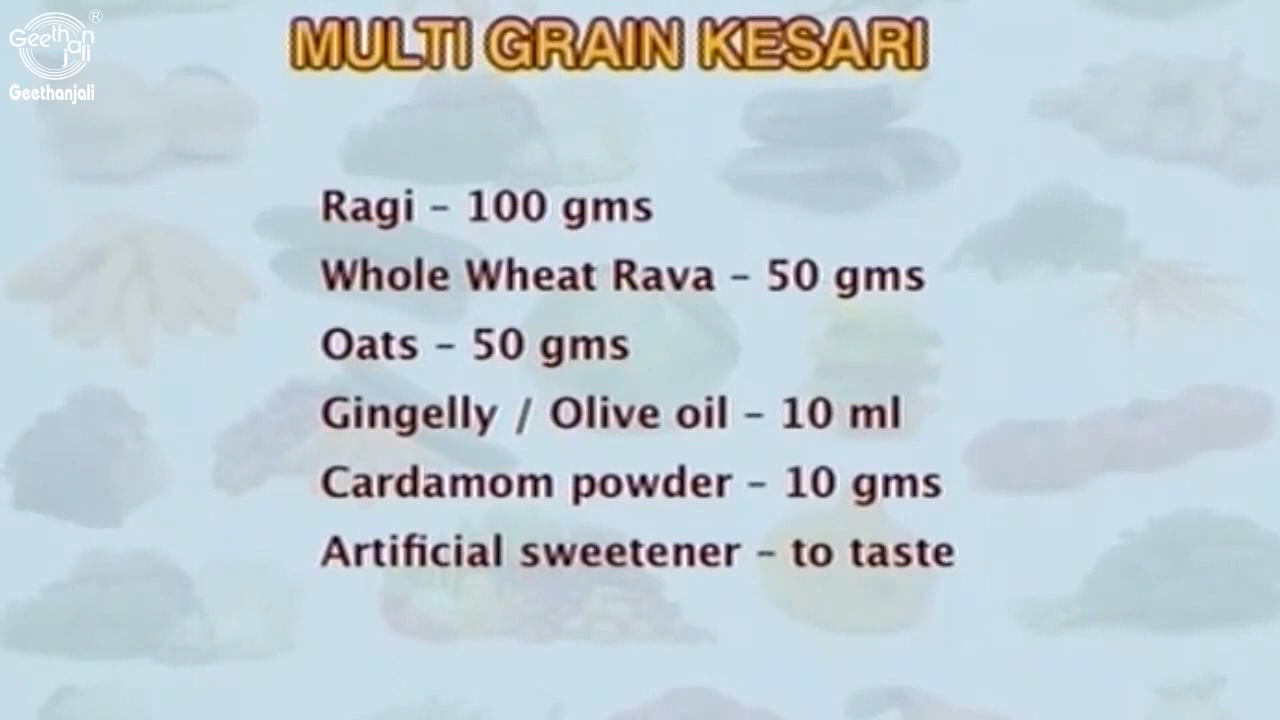 Geethanjali ®
Geethanjali
MULTI GRAIN KESARI
Ragi – 100 gms
Whole Wheat Rava – 50 gms
Oats – 50 gms
Gingelly / Olive oil – 10 ml
Cardamom powder – 10 gms
Artificial sweetener – to taste